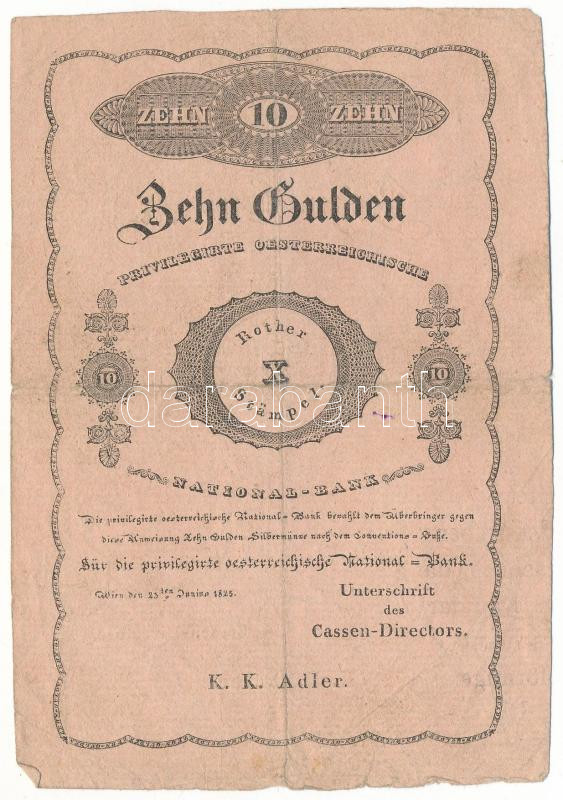 ZEHN 10 ZEHN
Zehn Gulden
PRIVILEGIRTE OESTERREICHISCHE
Rother
X
Stämpel
10 10
darabanth
NATIONAL-BANK
Die privilegirte oesterreichische National=Bank bezahlt dem Überbringer gegen
diese Anweisung Zehn Gulden Silbermünze nach dem Conventions=Fuße.
Für die privilegirte oesterreichische National=Bank.
Wien den 23ten Junius 1825.
Unterschrift
des
Cassen-Directors.
K. K. Adler.